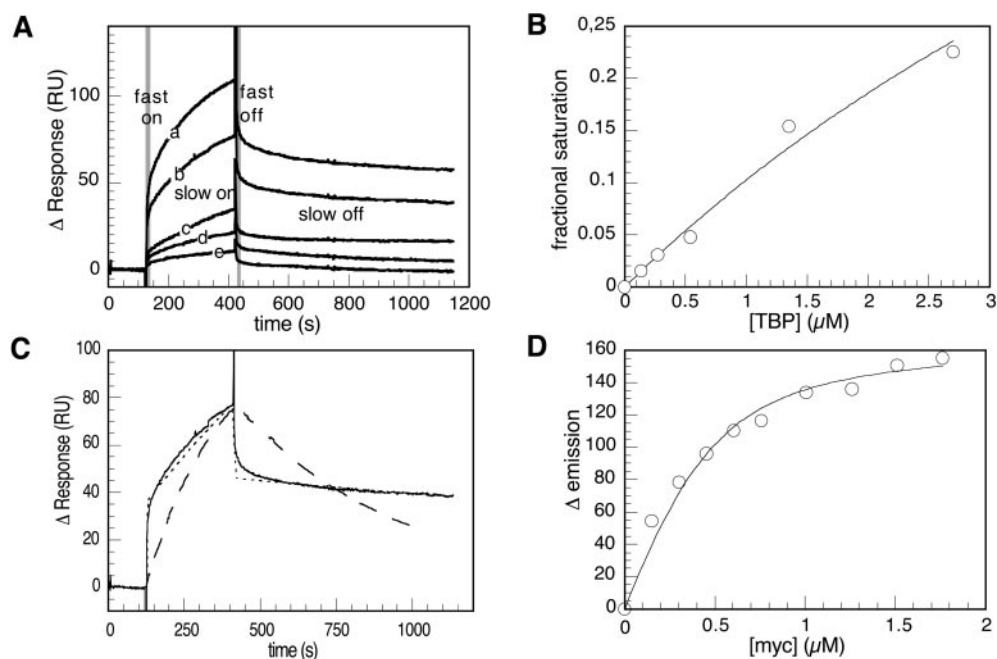 A
Δ Response (RU)
100
50
0
fast on
fast off
a
b
slow on
c
d
e
slow off
0 200 400 600 800 1000 1200
time (s)
B
fractional saturation
0,25
0.2
0.15
0.1
0.05
0
0 0.5 1 1.5 2 2.5 3
[TBP] (µM)
C
Δ Response (RU)
100
80
60
40
20
0
0 250 500 750 1000
time (s)
D
Δ emission
160
140
120
100
80
60
40
20
0
0 0.5 1 1.5 2
[myc] (µM)